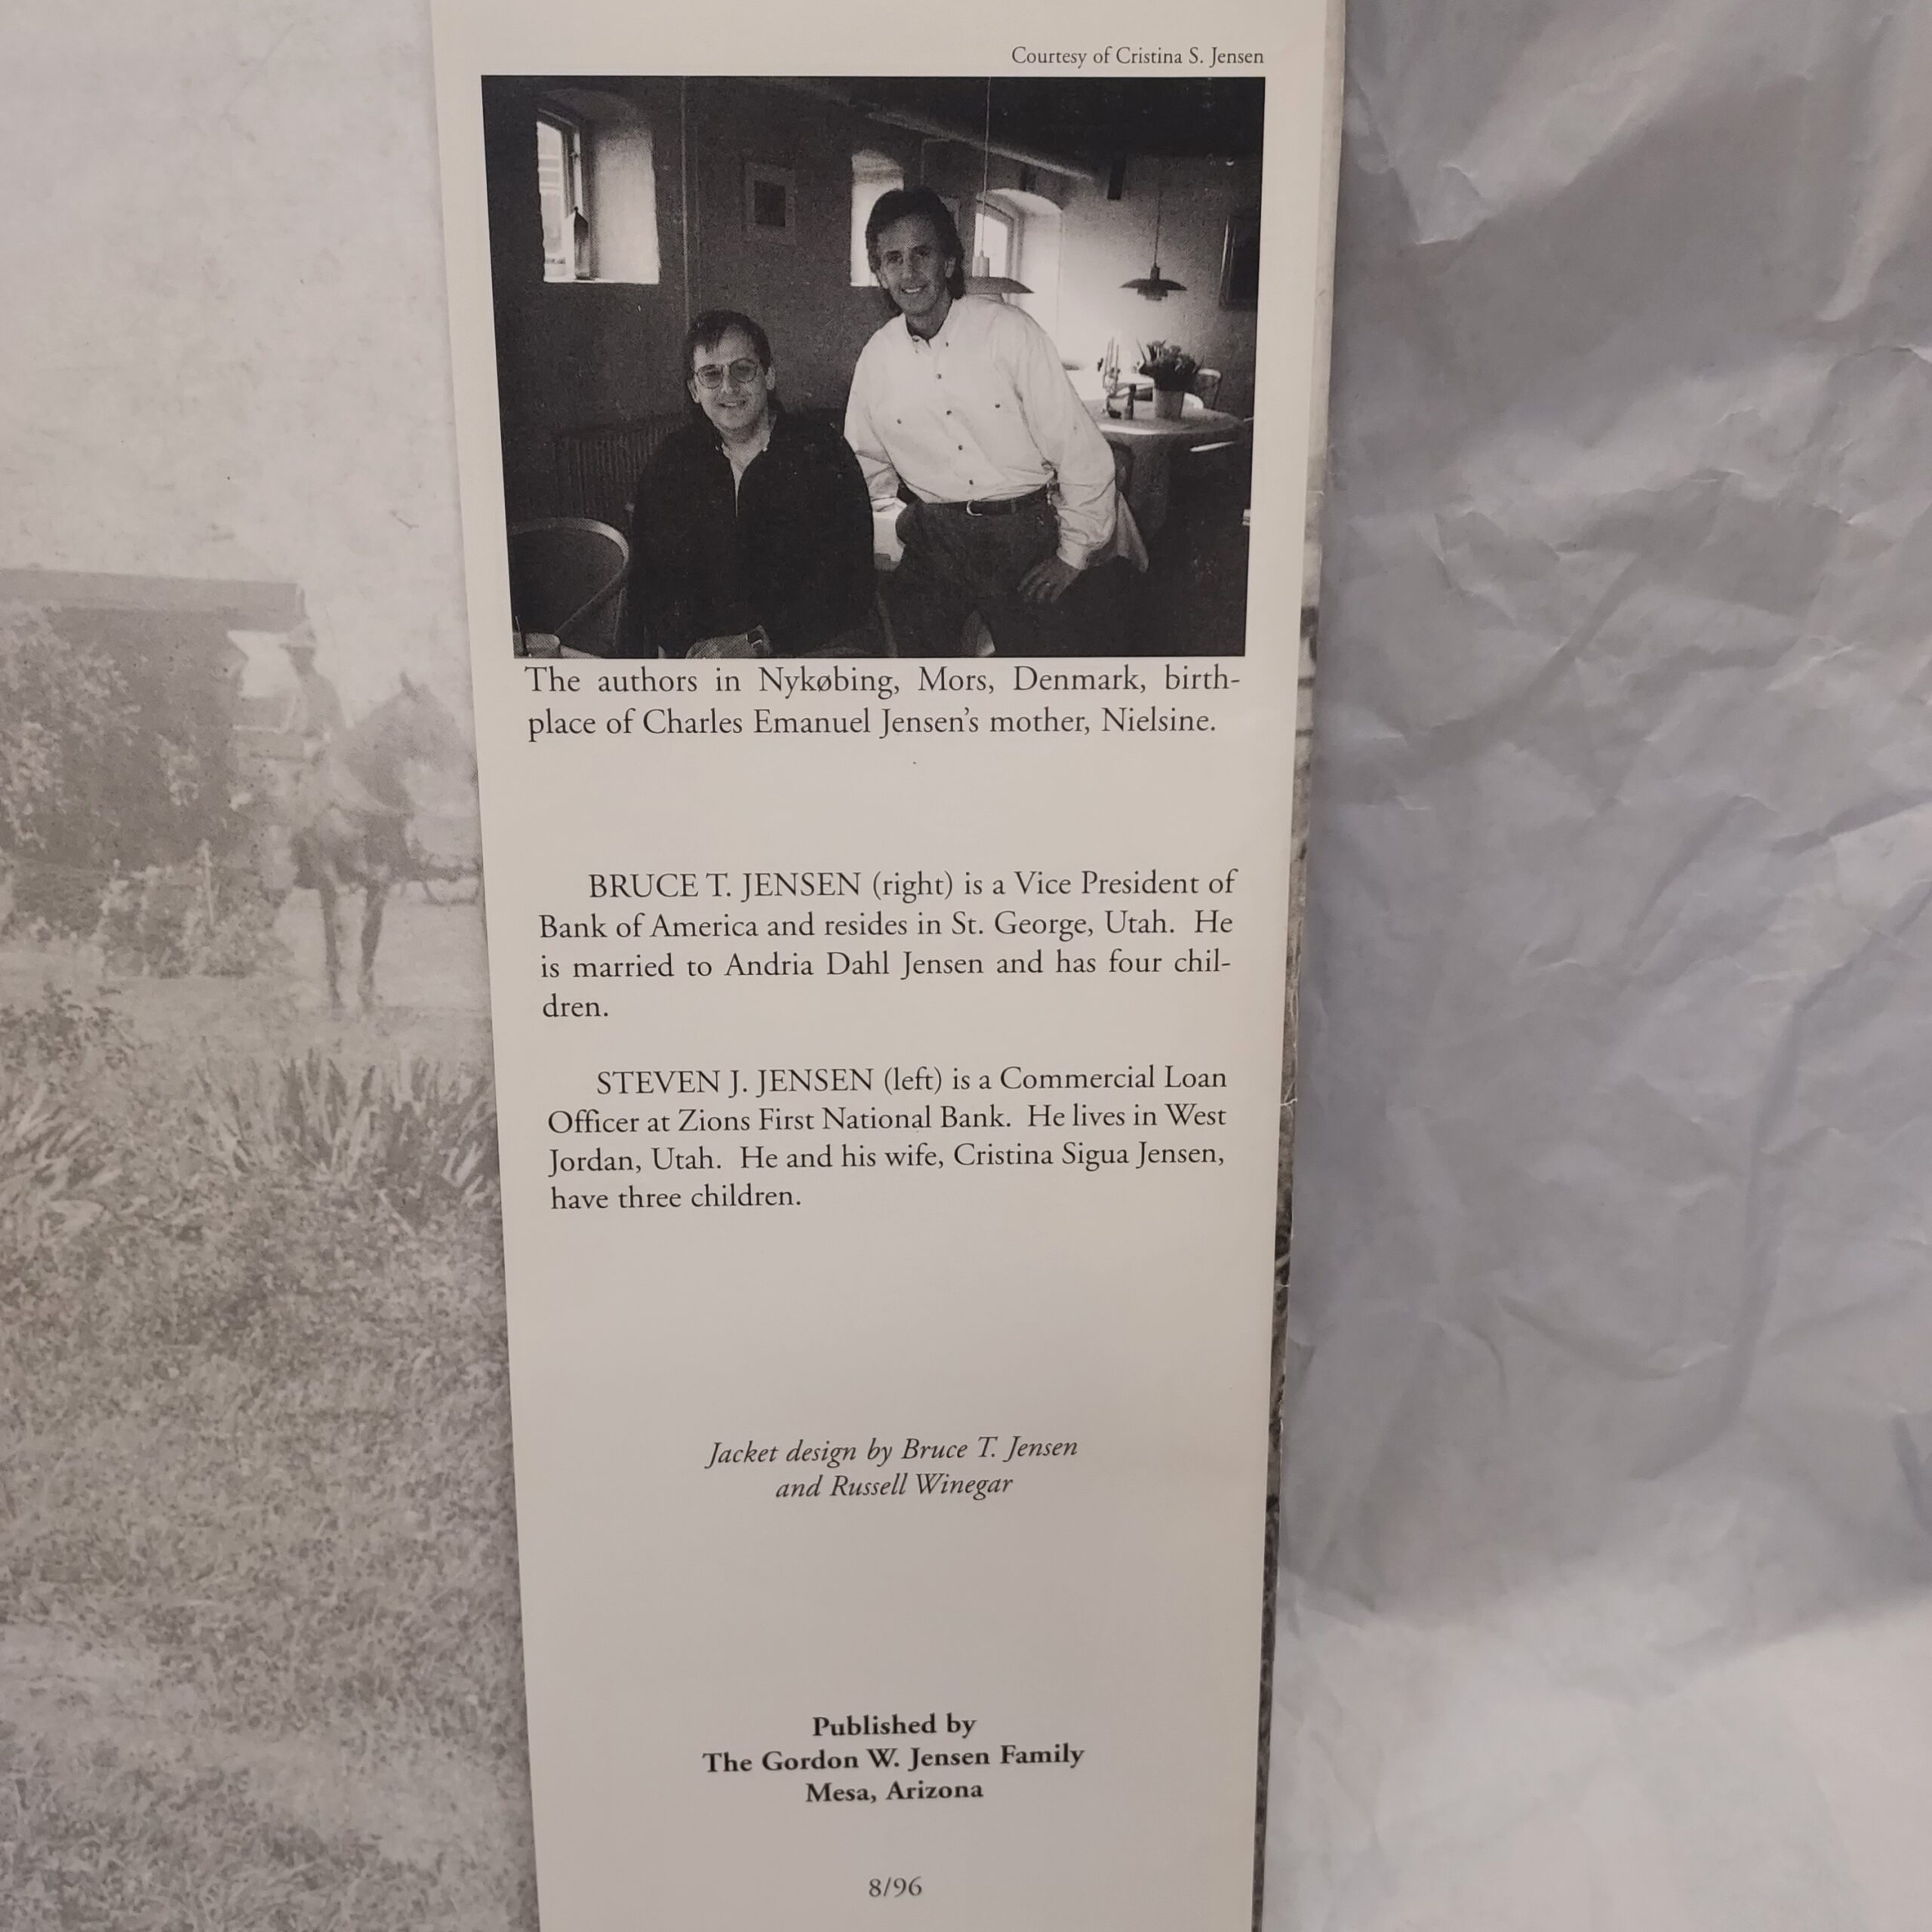 Courtesy of Cristina S. Jensen
The authors in Nykøbing, Mors, Denmark, birth-
place of Charles Emanuel Jensen's mother, Nielsine.
BRUCE T. JENSEN (right) is a Vice President of
Bank of America and resides in St. George, Utah. He
is married to Andria Dahl Jensen and has four chil-
dren.
STEVEN J. JENSEN (left) is a Commercial Loan
Officer at Zions First National Bank. He lives in West
Jordan, Utah. He and his wife, Cristina Sigua Jensen,
have three children.
Jacket design by Bruce T. Jensen
and Russell Winegar
Published by
The Gordon W. Jensen Family
Mesa, Arizona
8/96